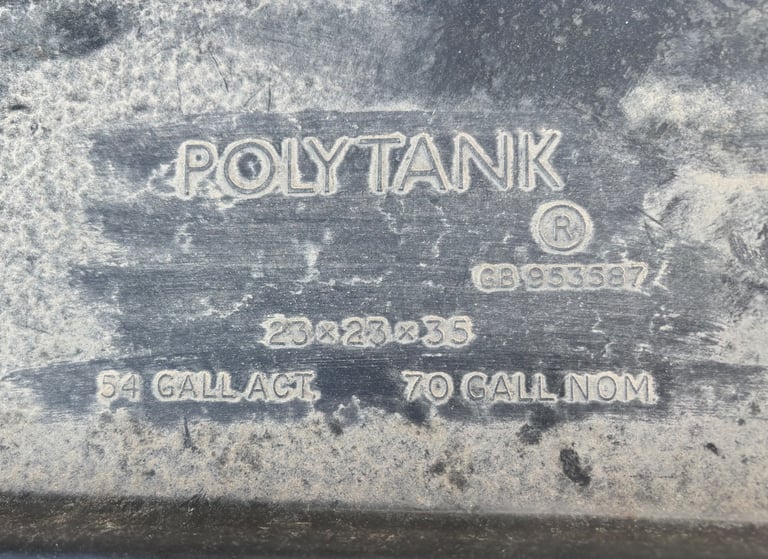 POLYTANK
®
GB 953587
23×23×35
54 GALL ACT. 70 GALL NOM.